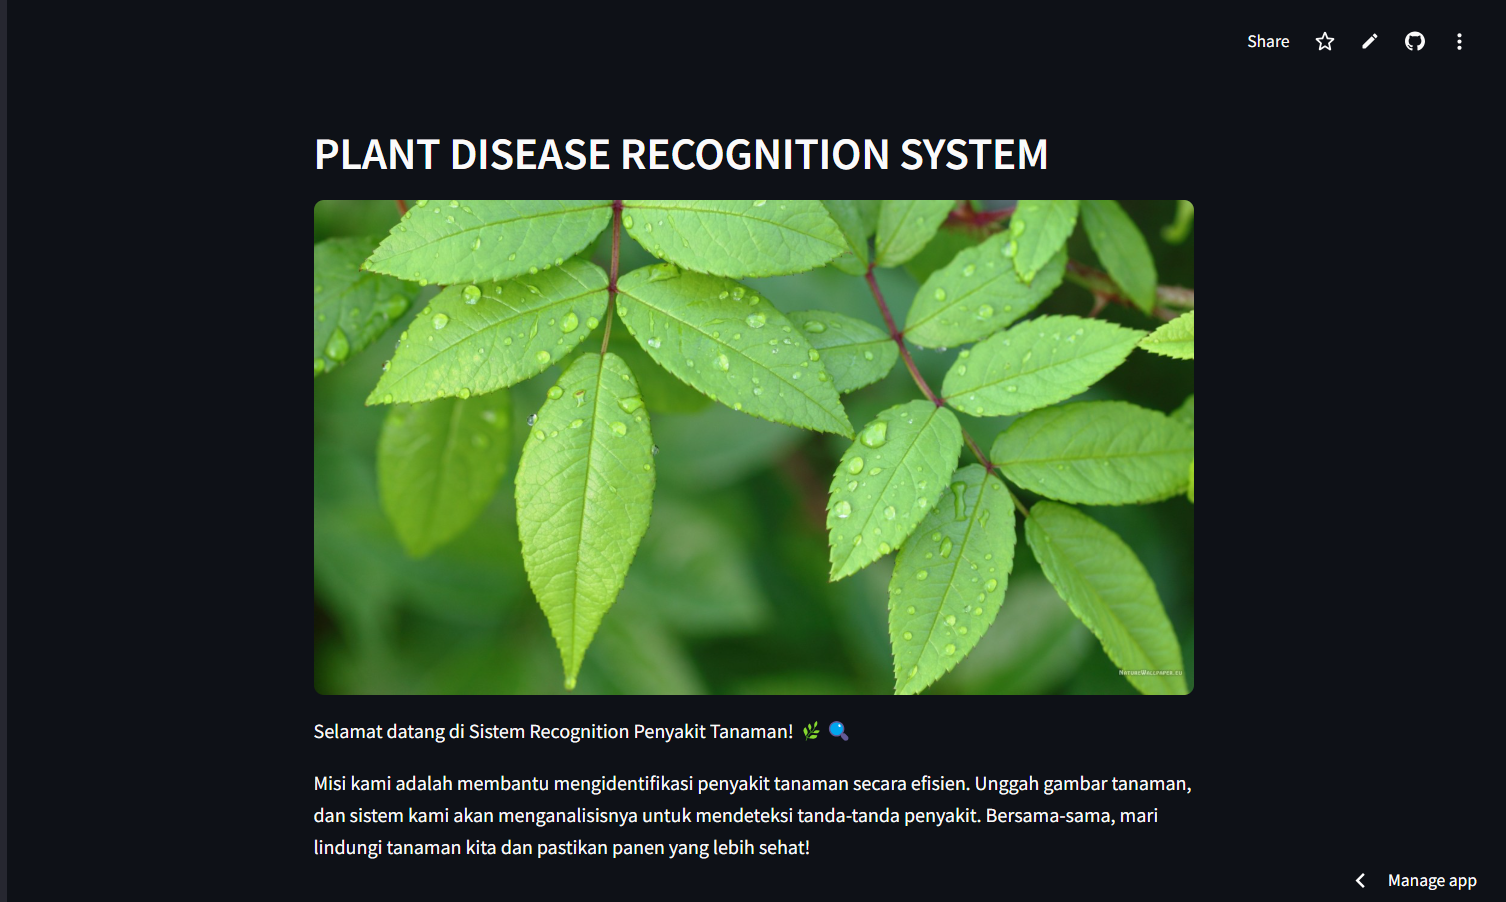 Share
PLANT DISEASE RECOGNITION SYSTEM
NatureWallpaper.eu
Selamat datang di Sistem Recognition Penyakit Tanaman! 🌿 🔍
Misi kami adalah membantu mengidentifikasi penyakit tanaman secara efisien. Unggah gambar tanaman,
dan sistem kami akan menganalisisnya untuk mendeteksi tanda-tanda penyakit. Bersama-sama, mari
lindungi tanaman kita dan pastikan panen yang lebih sehat!
Manage app